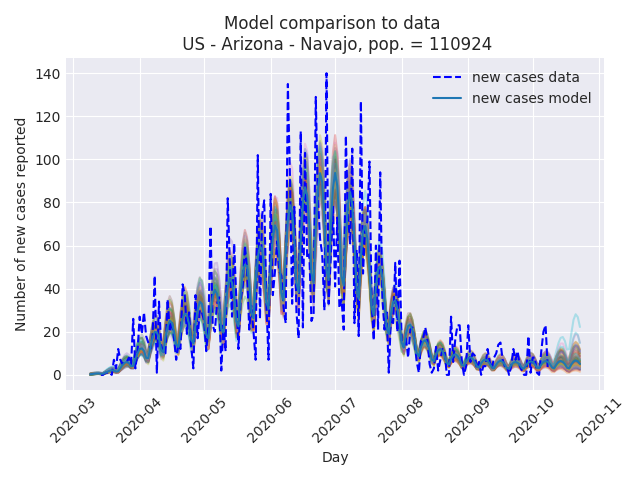 Model comparison to data
US - Arizona - Navajo, pop. = 110924
new cases data
new cases model
Number of new cases reported
140
120
100
80
60
40
20
0
2020-03
2020-04
2020-05
2020-06
2020-07
2020-08
2020-09
2020-10
2020-11
Day